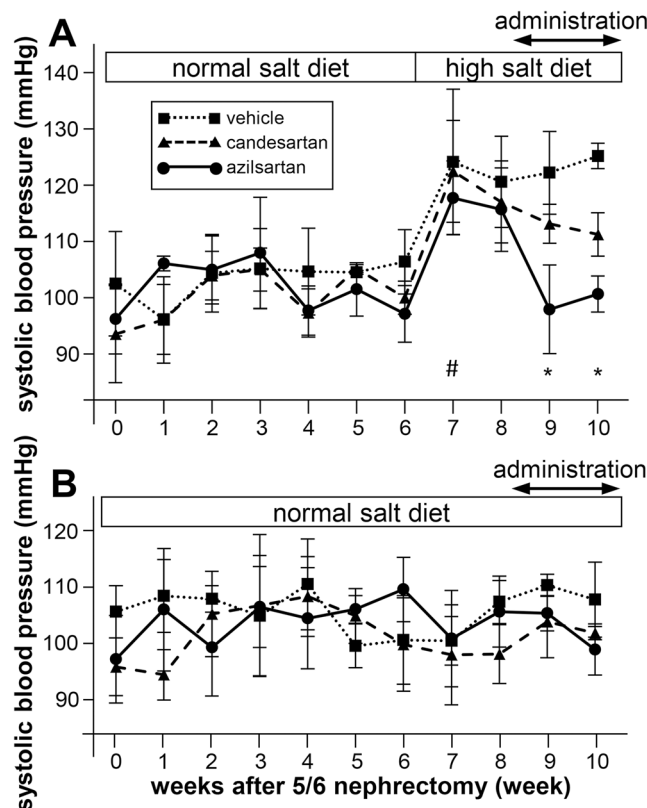 administration
A
normal salt diet high salt diet
systolic blood pressure (mmHg)
140
130
120
110
100
90
vehicle
candesartan
azilsartan
# * *
0 1 2 3 4 5 6 7 8 9 10
administration
B
normal salt diet
systolic blood pressure (mmHg)
120
110
100
90
0 1 2 3 4 5 6 7 8 9 10
weeks after 5/6 nephrectomy (week)